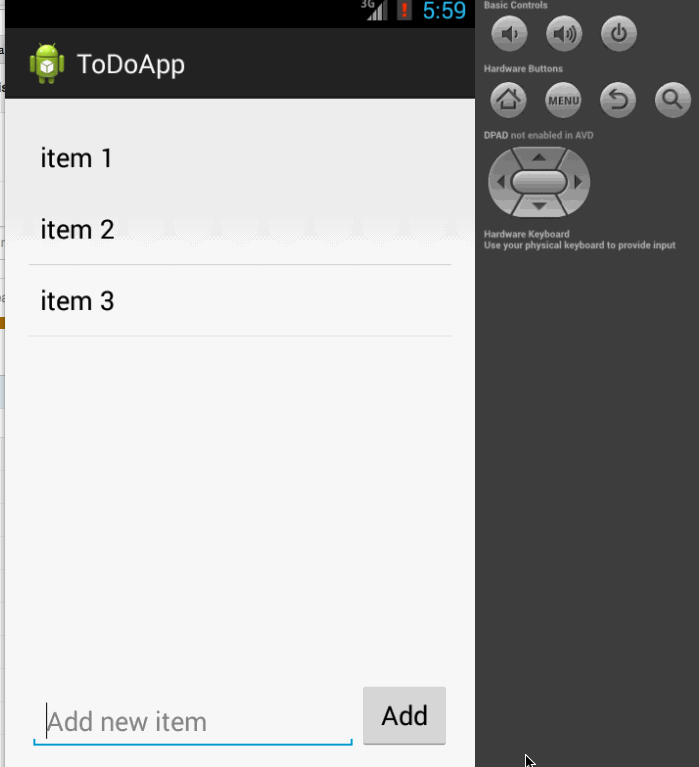 3G 5:59
ToDoApp
item 1
item 2
item 3
Add new item
Add
Basic Controls
Hardware Buttons
MENU
DPAD not enabled in AVD
Hardware Keyboard
Use your physical keyboard to provide input